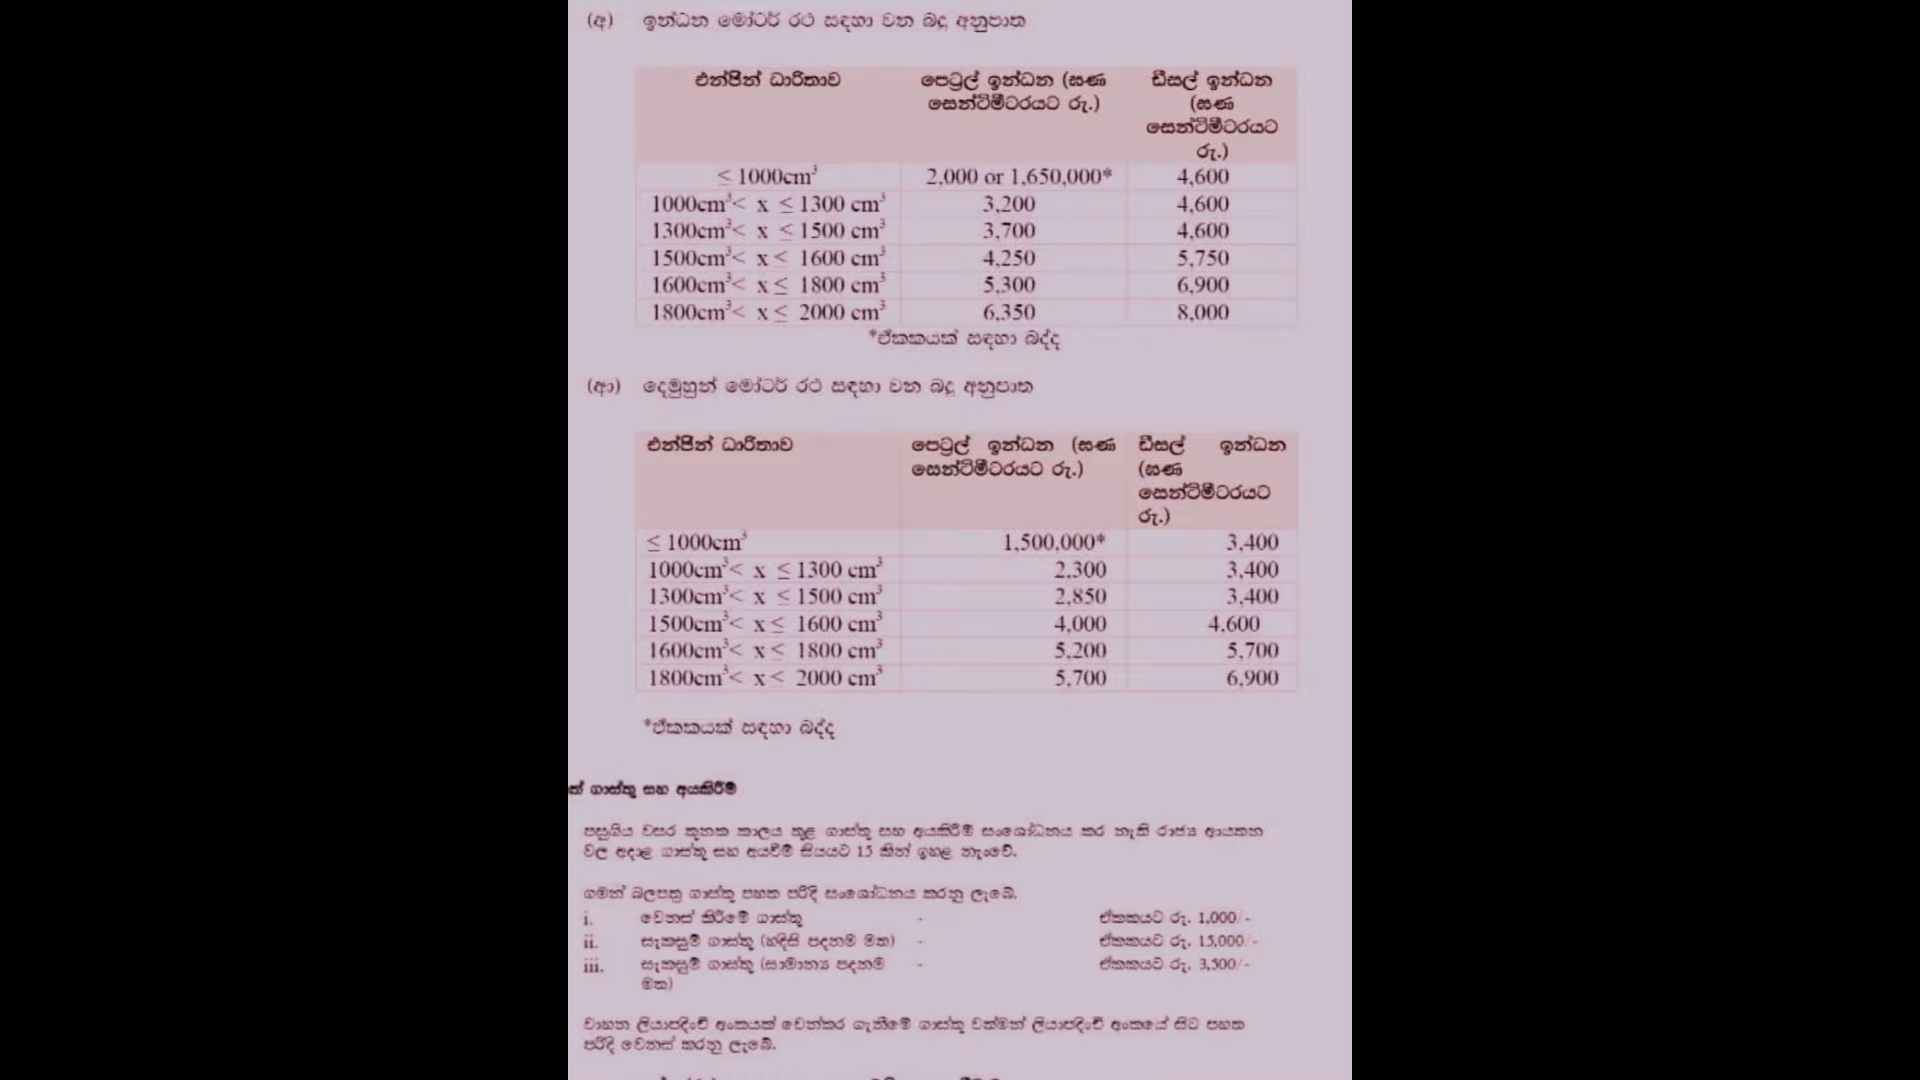 (අ) ඉන්ධන මෝටර් රථ සඳහා වන බදු අනුපාත
එන්ජින් ධාරිතාව පෙට්‍රල් ඉන්ධන (ඝණ සෙන්ටිමීටරයට රු.) ඩීසල් ඉන්ධන (ඝණ සෙන්ටිමීටරයට රු.)
≤ 1000cm³ 2,000 or 1,650,000* 4,600
1000cm³< x ≤ 1300 cm³ 3,200 4,600
1300cm³< x ≤ 1500 cm³ 3,700 4,600
1500cm³< x ≤ 1600 cm³ 4,250 5,750
1600cm³< x ≤ 1800 cm³ 5,300 6,900
1800cm³< x ≤ 2000 cm³ 6,350 8,000
*ඒකකයක් සඳහා බද්ද
(ආ) දෙමුහුන් මෝටර් රථ සඳහා වන බදු අනුපාත
එන්ජින් ධාරිතාව පෙට්‍රල් ඉන්ධන (ඝණ සෙන්ටිමීටරයට රු.) ඩීසල් ඉන්ධන (ඝණ සෙන්ටිමීටරයට රු.)
≤ 1000cm³ 1,500,000* 3,400
1000cm³< x ≤ 1300 cm³ 2,300 3,400
1300cm³< x ≤ 1500 cm³ 2,850 3,400
1500cm³< x ≤ 1600 cm³ 4,000 4,600
1600cm³< x ≤ 1800 cm³ 5,200 5,700
1800cm³< x ≤ 2000 cm³ 5,700 6,900
*ඒකකයක් සඳහා බද්ද
ගාස්තු සහ අයකිරීම්
පසුගිය වසර තුනක කාලය තුළ ගාස්තු සහ අයකිරීම් සංශෝධනය කර නැති රාජ්‍ය ආයතන
වල අදාළ ගාස්තු සහ අයවීම් සියයට 15 කින් ඉහළ නැංවේ.
ගමන් බලපත්‍ර ගාස්තු පහත පරිදි සංශෝධනය කරනු ලැබේ.
i. වෙනස් කිරීමේ ගාස්තු - ඒකකයට රු. 1,000/-
ii. සැකසුම් ගාස්තු (හදිසි පදනම මත) - ඒකකයට රු. 15,000/-
iii. සැකසුම් ගාස්තු (සාමාන්‍ය පදනම - ඒකකයට රු. 3,500/-
මත)
වාහන ලියාපදිංචි අංකයක් වෙන්කර ගැනීමේ ගාස්තු වත්මන් ලියාපදිංචි අංකයේ සිට පහත
පරිදි වෙනස් කරනු ලැබේ.